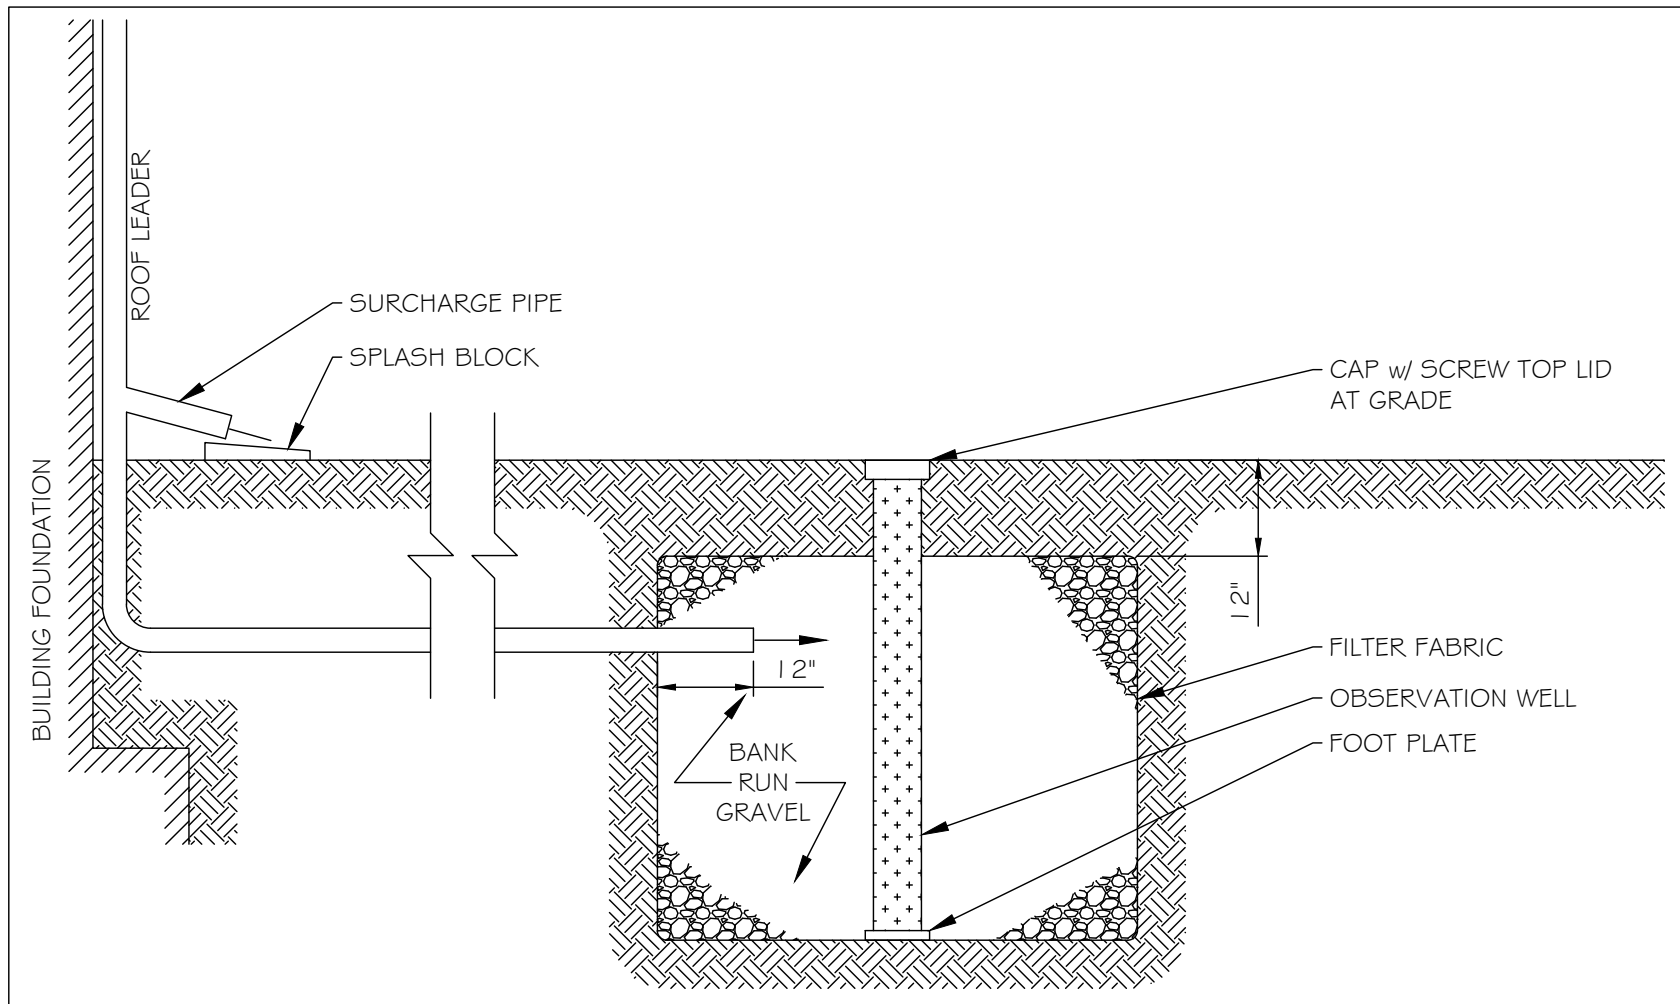 ROOF LEADER
SURCHARGE PIPE
SPLASH BLOCK
CAP w/ SCREW TOP LID
AT GRADE
BUILDING FOUNDATION
12"
12"
FILTER FABRIC
OBSERVATION WELL
FOOT PLATE
BANK
RUN
GRAVEL